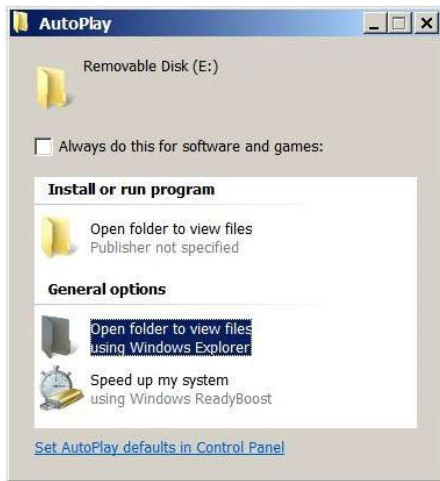 AutoPlay
Removable Disk (E:)
Always do this for software and games:
Install or run program
Open folder to view files
Publisher not specified
General options
Open folder to view files
using Windows Explorer
Speed up my system
using Windows ReadyBoost
Set AutoPlay defaults in Control Panel